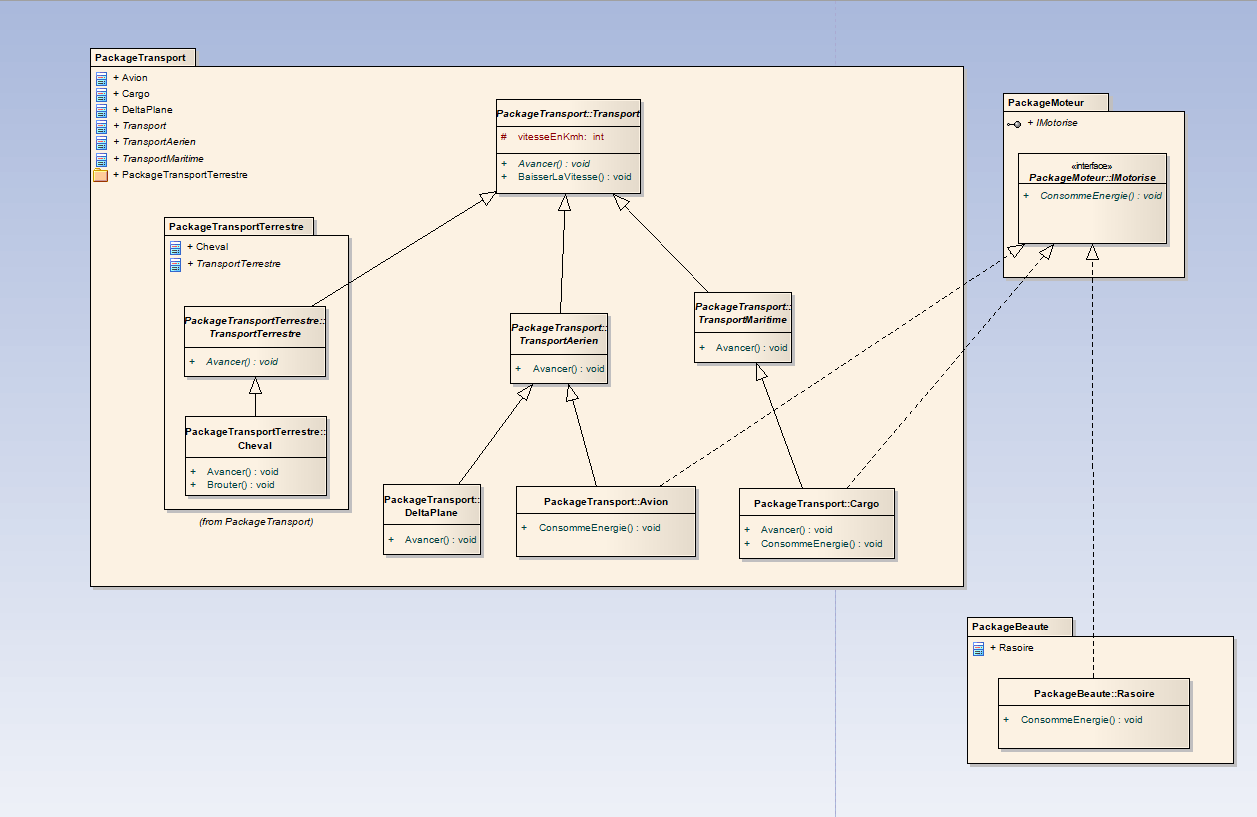 PackageTransport
+ Avion
+ Cargo
+ DeltaPlane
+ Transport
+ TransportAerien
+ TransportMaritime
+ PackageTransportTerrestre
PackageTransport::Transport
# vitesseEnKmh: int
+ Avancer() : void
+ BaisserLaVitesse() : void
PackageTransportTerrestre
+ Cheval
+ TransportTerrestre
PackageTransportTerrestre::
TransportTerrestre
+ Avancer() : void
PackageTransportTerrestre::
Cheval
+ Avancer() : void
+ Brouter() : void
(from PackageTransport)
PackageTransport::
TransportAerien
+ Avancer() : void
PackageTransport::
TransportMaritime
+ Avancer() : void
PackageTransport::
DeltaPlane
+ Avancer() : void
PackageTransport::Avion
+ ConsommeEnergie() : void
PackageTransport::Cargo
+ Avancer() : void
+ ConsommeEnergie() : void
PackageMoteur
+ IMotorise
«interface»
PackageMoteur::IMotorise
+ ConsommeEnergie() : void
PackageBeaute
+ Rasoire
PackageBeaute::Rasoire
+ ConsommeEnergie() : void